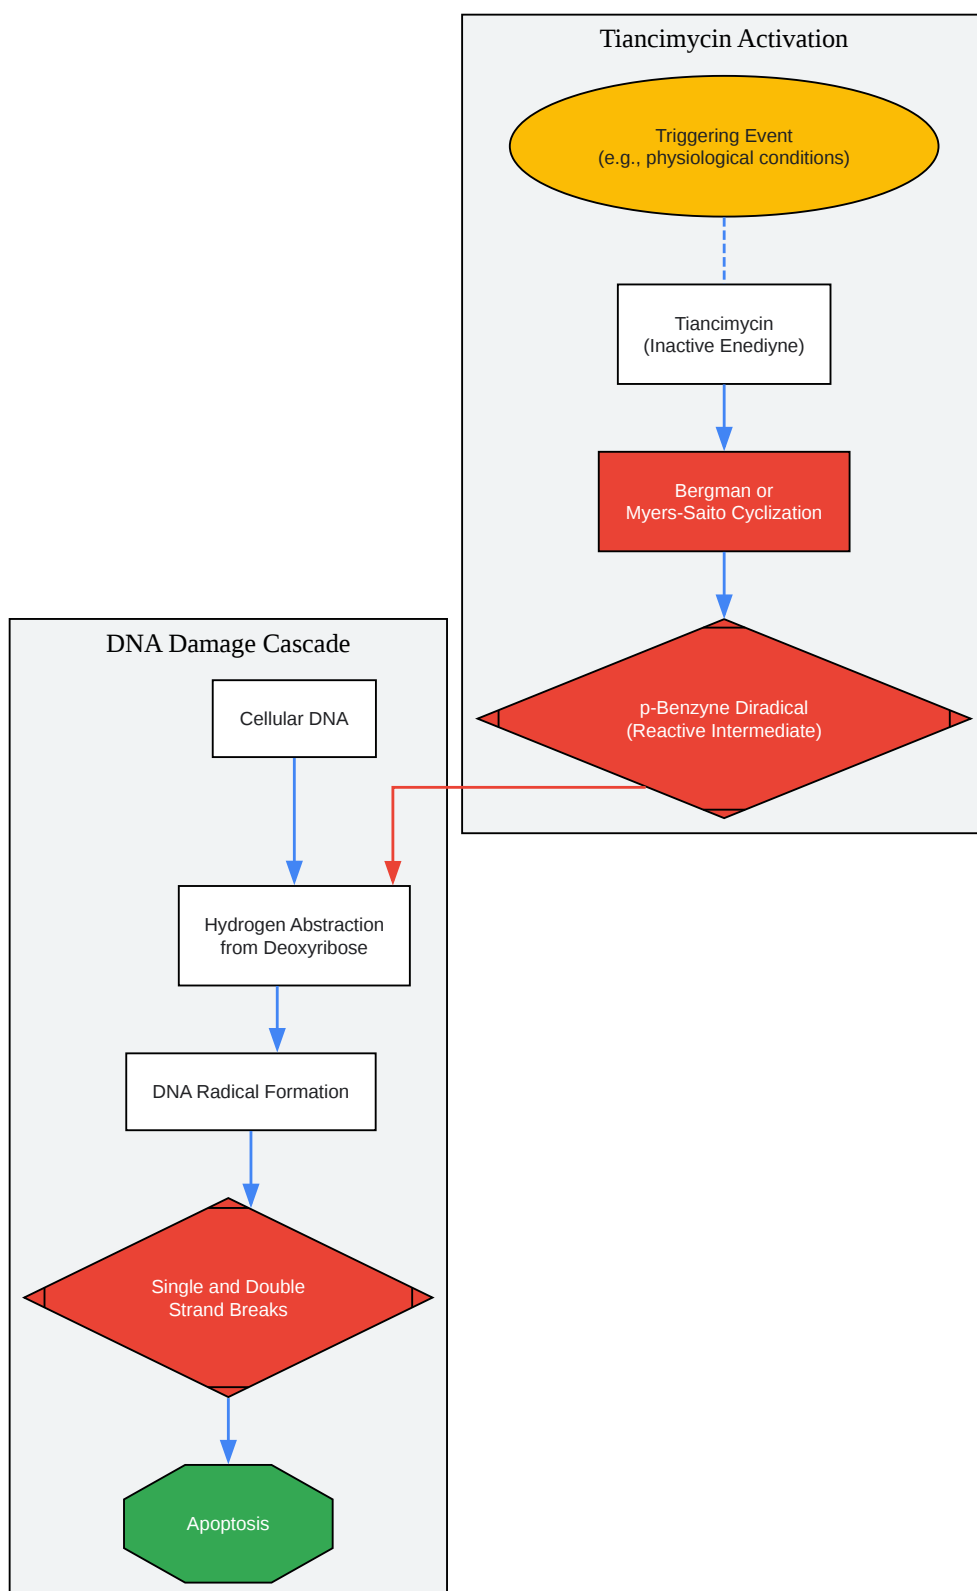 Tiancimycin Activation
Triggering Event
(e.g., physiological conditions)
Tiancimycin
(Inactive Enediyne)
Bergman or
Myers-Saito Cyclization
p-Benzyne Diradical
(Reactive Intermediate)
DNA Damage Cascade
Cellular DNA
Hydrogen Abstraction
from Deoxyribose
DNA Radical Formation
Single and Double
Strand Breaks
Apoptosis